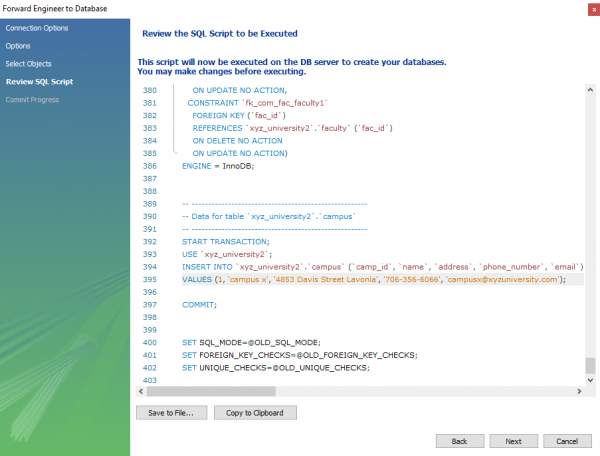 Forward Engineer to Database
x
Connection Options
Options
Select Objects
Review SQL Script
Commit Progress
Review the SQL Script to be Executed
This script will now be executed on the DB server to create your databases.
You may make changes before executing.
380 ON UPDATE NO ACTION,
381 CONSTRAINT `fk_com_fac_faculty1`
382 FOREIGN KEY (`fac_id`)
383 REFERENCES `xyz_university2`.`faculty` (`fac_id`)
384 ON DELETE NO ACTION
385 ON UPDATE NO ACTION)
386 ENGINE = InnoDB;
387
388
389 -- -----------------------------------------------------
390 -- Data for table `xyz_university2`.`campus`
391 -- -----------------------------------------------------
392 START TRANSACTION;
393 USE `xyz_university2`;
394 INSERT INTO `xyz_university2`.`campus` (`camp_id`, `name`, `address`, `phone_number`, `email`)
395 VALUES (1, 'campus x', '4853 Davis Street Lavonia', '706-356-6066', 'campusx@xyzuniversity.com');
396
397 COMMIT;
398
399
400 SET SQL_MODE=@OLD_SQL_MODE;
401 SET FOREIGN_KEY_CHECKS=@OLD_FOREIGN_KEY_CHECKS;
402 SET UNIQUE_CHECKS=@OLD_UNIQUE_CHECKS;
403
Save to File...
Copy to Clipboard
Back
Next
Cancel